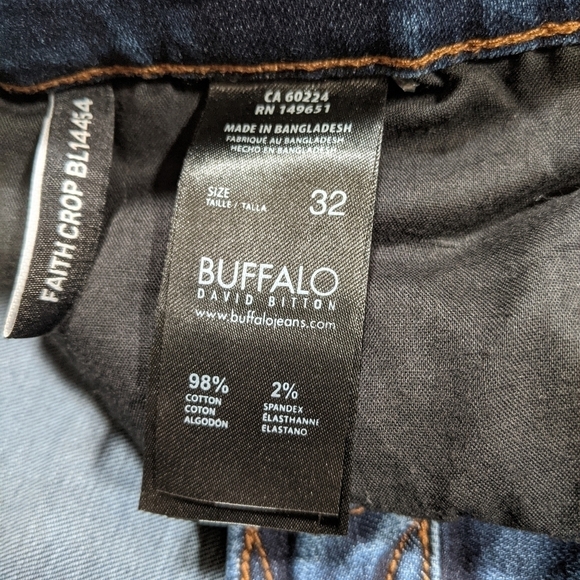 FAITH CROP BL14454
CA 60224
RN 149651
MADE IN BANGLADESH
FABRIQUÉ AU BANGLADESH
HECHO EN BANGLADESH
SIZE
TAILLE / TALLA
32
BUFFALO
DAVID BITTON
www.buffalojeans.com
98%
COTTON
COTON
ALGODÓN
2%
SPANDEX
ÉLASTHANNE
ELASTANO